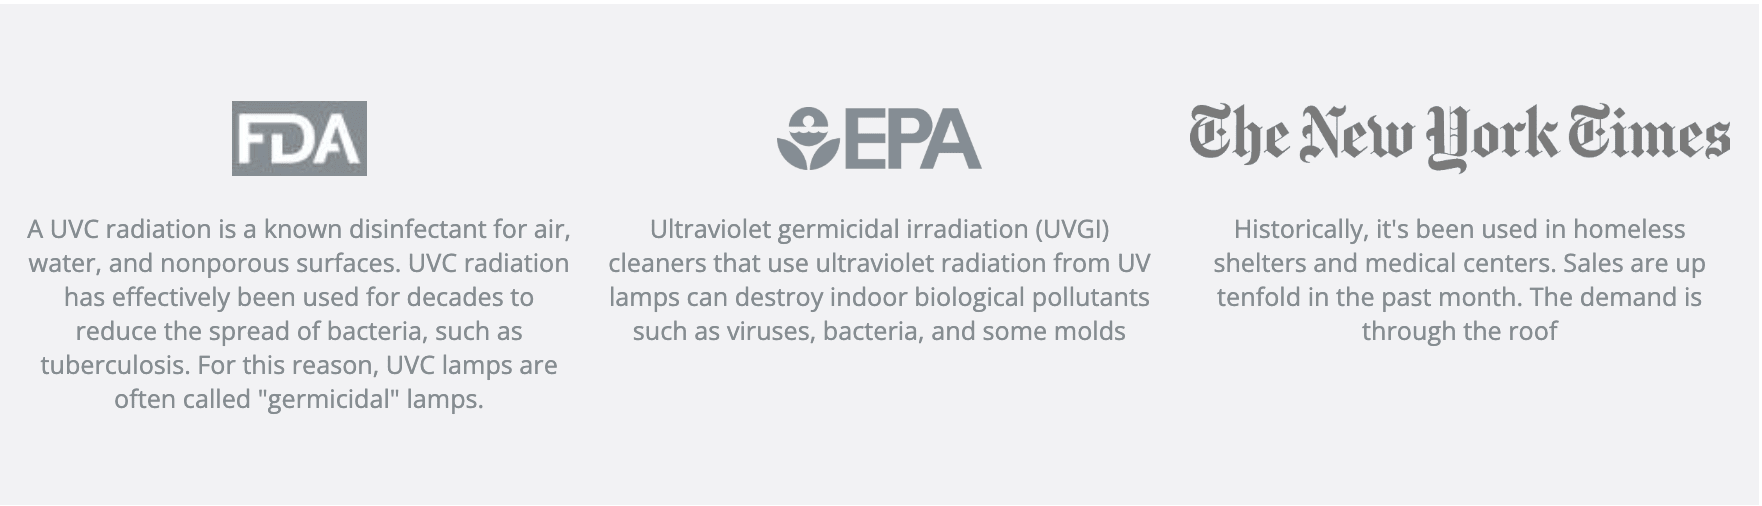 FDA
A UVC radiation is a known disinfectant for air,
water, and nonporous surfaces. UVC radiation
has effectively been used for decades to
reduce the spread of bacteria, such as
tuberculosis. For this reason, UVC lamps are
often called "germicidal" lamps.
EPA
Ultraviolet germicidal irradiation (UVGI)
cleaners that use ultraviolet radiation from UV
lamps can destroy indoor biological pollutants
such as viruses, bacteria, and some molds
The New York Times
Historically, it's been used in homeless
shelters and medical centers. Sales are up
tenfold in the past month. The demand is
through the roof